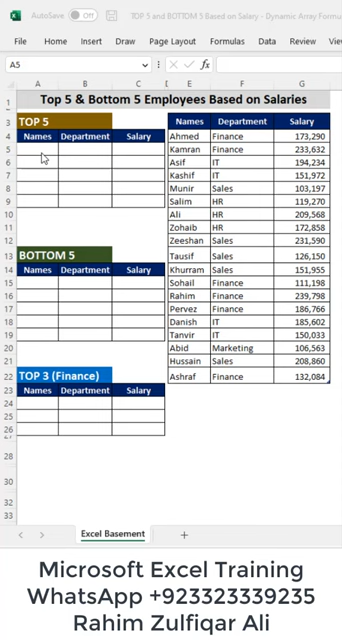 AutoSave Off
TOP 5 and BOTTOM 5 Based on Salary - Dynamic Array Formu
File Home Insert Draw Page Layout Formulas Data Review
A5 fx
A B C E F G
1 Top 5 & Bottom 5 Employees Based on Salaries
3 TOP 5 Names Department Salary
4 Names Department Salary Ahmed Finance 173,290
5 Kamran Finance 233,632
6 Asif IT 194,234
7 Kashif IT 151,972
8 Munir Sales 103,197
9 Salim HR 119,270
10 Ali HR 209,568
11 Zohaib HR 172,858
12 Zeeshan Sales 231,590
13 BOTTOM 5 Tausif Sales 126,150
14 Names Department Salary Khurram Sales 151,955
15 Sohail Finance 111,198
16 Rahim Finance 239,798
17 Pervez Finance 186,766
18 Danish IT 185,602
19 Tanvir IT 150,033
20 Abid Marketing 106,563
21 Hussain Sales 208,860
22 TOP 3 (Finance) Ashraf Finance 132,084
23 Names Department Salary
24
25
26
28
30
32
33
Excel Basement
Microsoft Excel Training
WhatsApp +923323339235
Rahim Zulfiqar Ali